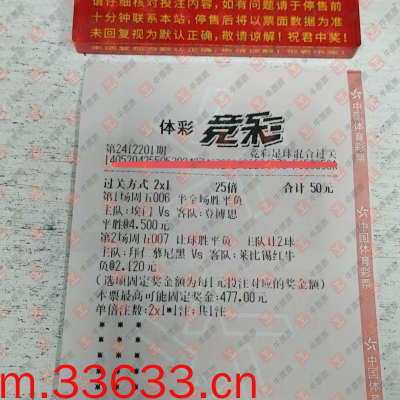 请仔细核对投注内容，如有问题请于停售前
十分钟联系本站，停售后将以票面数据为准
未回复视为默认正确，敬请谅解！祝君中奖！
体彩 竞彩
第2412201期 竞彩足球混合过关
过关方式 2x1 25倍 合计 50元
第1场周五006 半全场胜平负
主队:埃门 Vs 客队:登博思
平胜@4.500元
第2场周五007 让球胜平负 主队让2球
主队:拜仁慕尼黑 Vs 客队:莱比锡红牛
负@2.120元
(选项固定奖金额为每1元投注对应的奖金额)
本票最高可能固定奖金:477.00元
单倍注数:2x1*1注;共1注
中国体育彩票
中国体育彩票
m.33633.cn